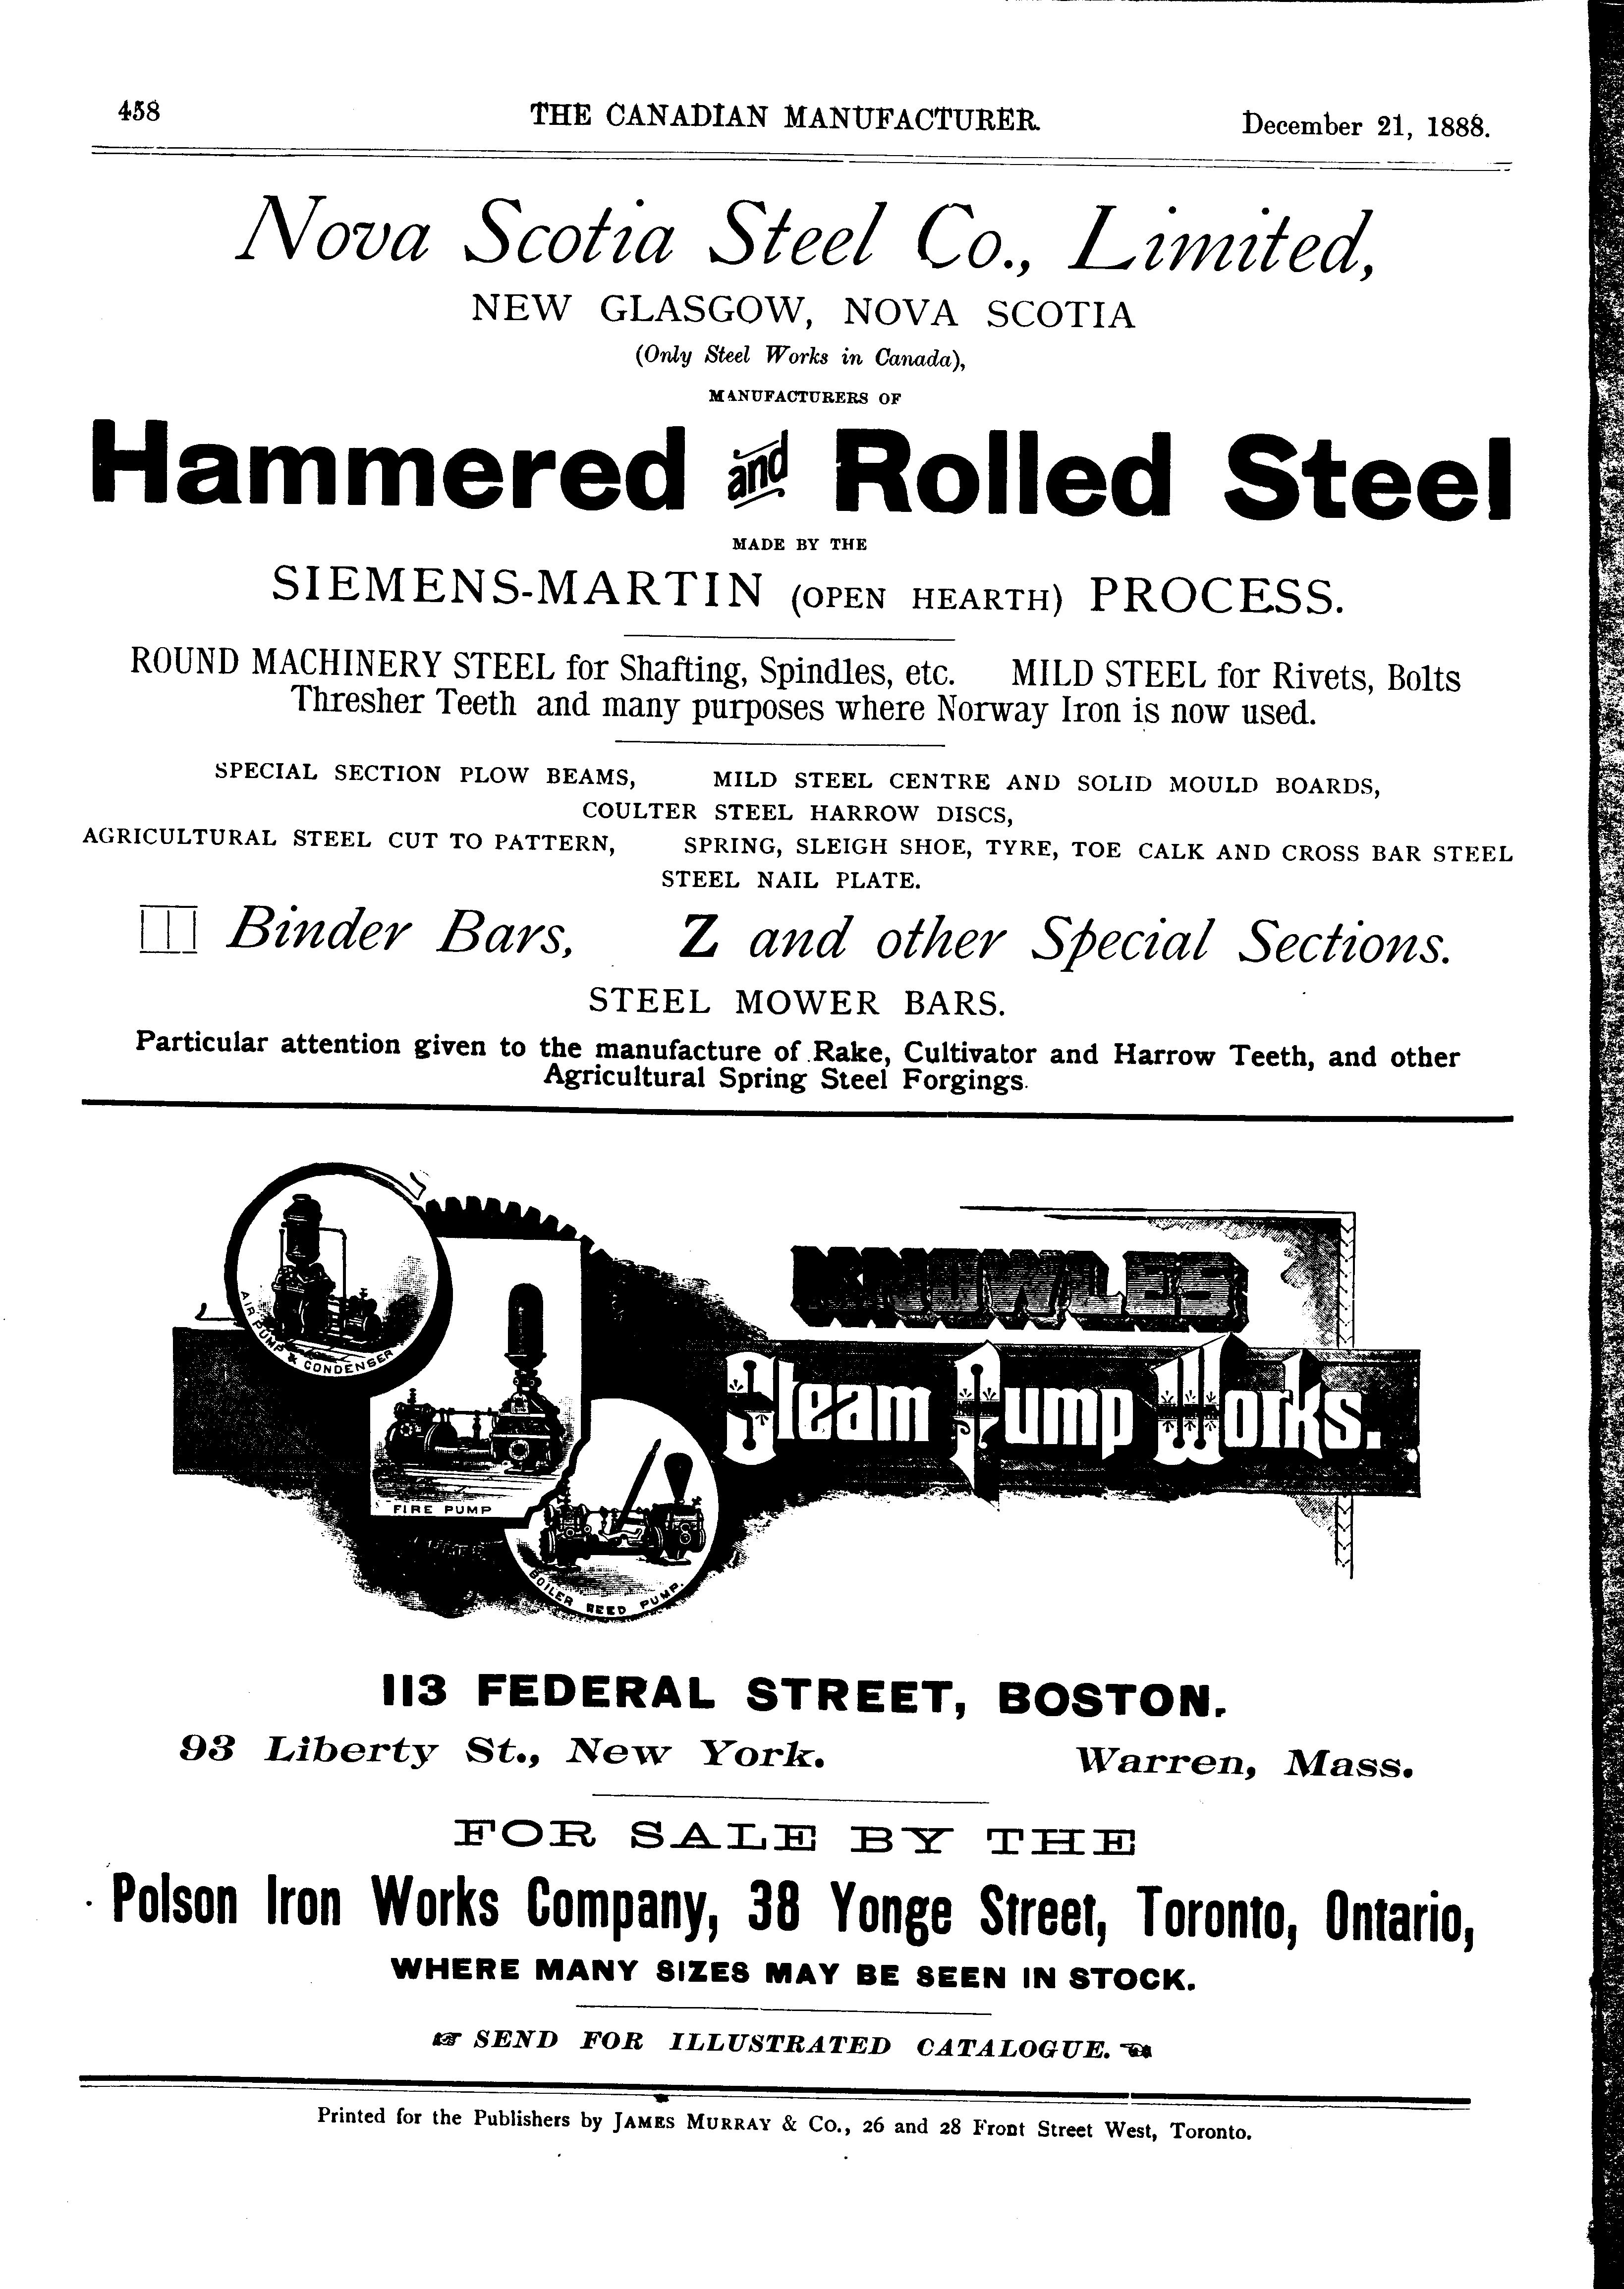 458 THE CANADIAN MANUFACTURER. December 21, 1888.
Nova Scotia Steel Co., Limited,
NEW GLASGOW, NOVA SCOTIA
(Only Steel Works in Canada),
MANUFACTURERS OF
Hammered and Rolled Steel
MADE BY THE
SIEMENS-MARTIN (OPEN HEARTH) PROCESS.
ROUND MACHINERY STEEL for Shafting, Spindles, etc. MILD STEEL for Rivets, Bolts
Thresher Teeth and many purposes where Norway Iron is now used.
SPECIAL SECTION PLOW BEAMS, MILD STEEL CENTRE AND SOLID MOULD BOARDS,
COULTER STEEL HARROW DISCS,
AGRICULTURAL STEEL CUT TO PATTERN, SPRING, SLEIGH SHOE, TYRE, TOE CALK AND CROSS BAR STEEL
STEEL NAIL PLATE.
Binder Bars, Z and other Special Sections.
STEEL MOWER BARS.
Particular attention given to the manufacture of Rake, Cultivator and Harrow Teeth, and other
Agricultural Spring Steel Forgings.
AIR PUMP & CONDENSER
FIRE PUMP
BOILER FEED PUMP.
KNOWLES
Steam Pump Works.
113 FEDERAL STREET, BOSTON.
93 Liberty St., New York. Warren, Mass.
FOR SALE BY THE
Polson Iron Works Company, 38 Yonge Street, Toronto, Ontario,
WHERE MANY SIZES MAY BE SEEN IN STOCK.
☞ SEND FOR ILLUSTRATED CATALOGUE. ☜
Printed for the Publishers by JAMES MURRAY & Co., 26 and 28 Front Street West, Toronto.